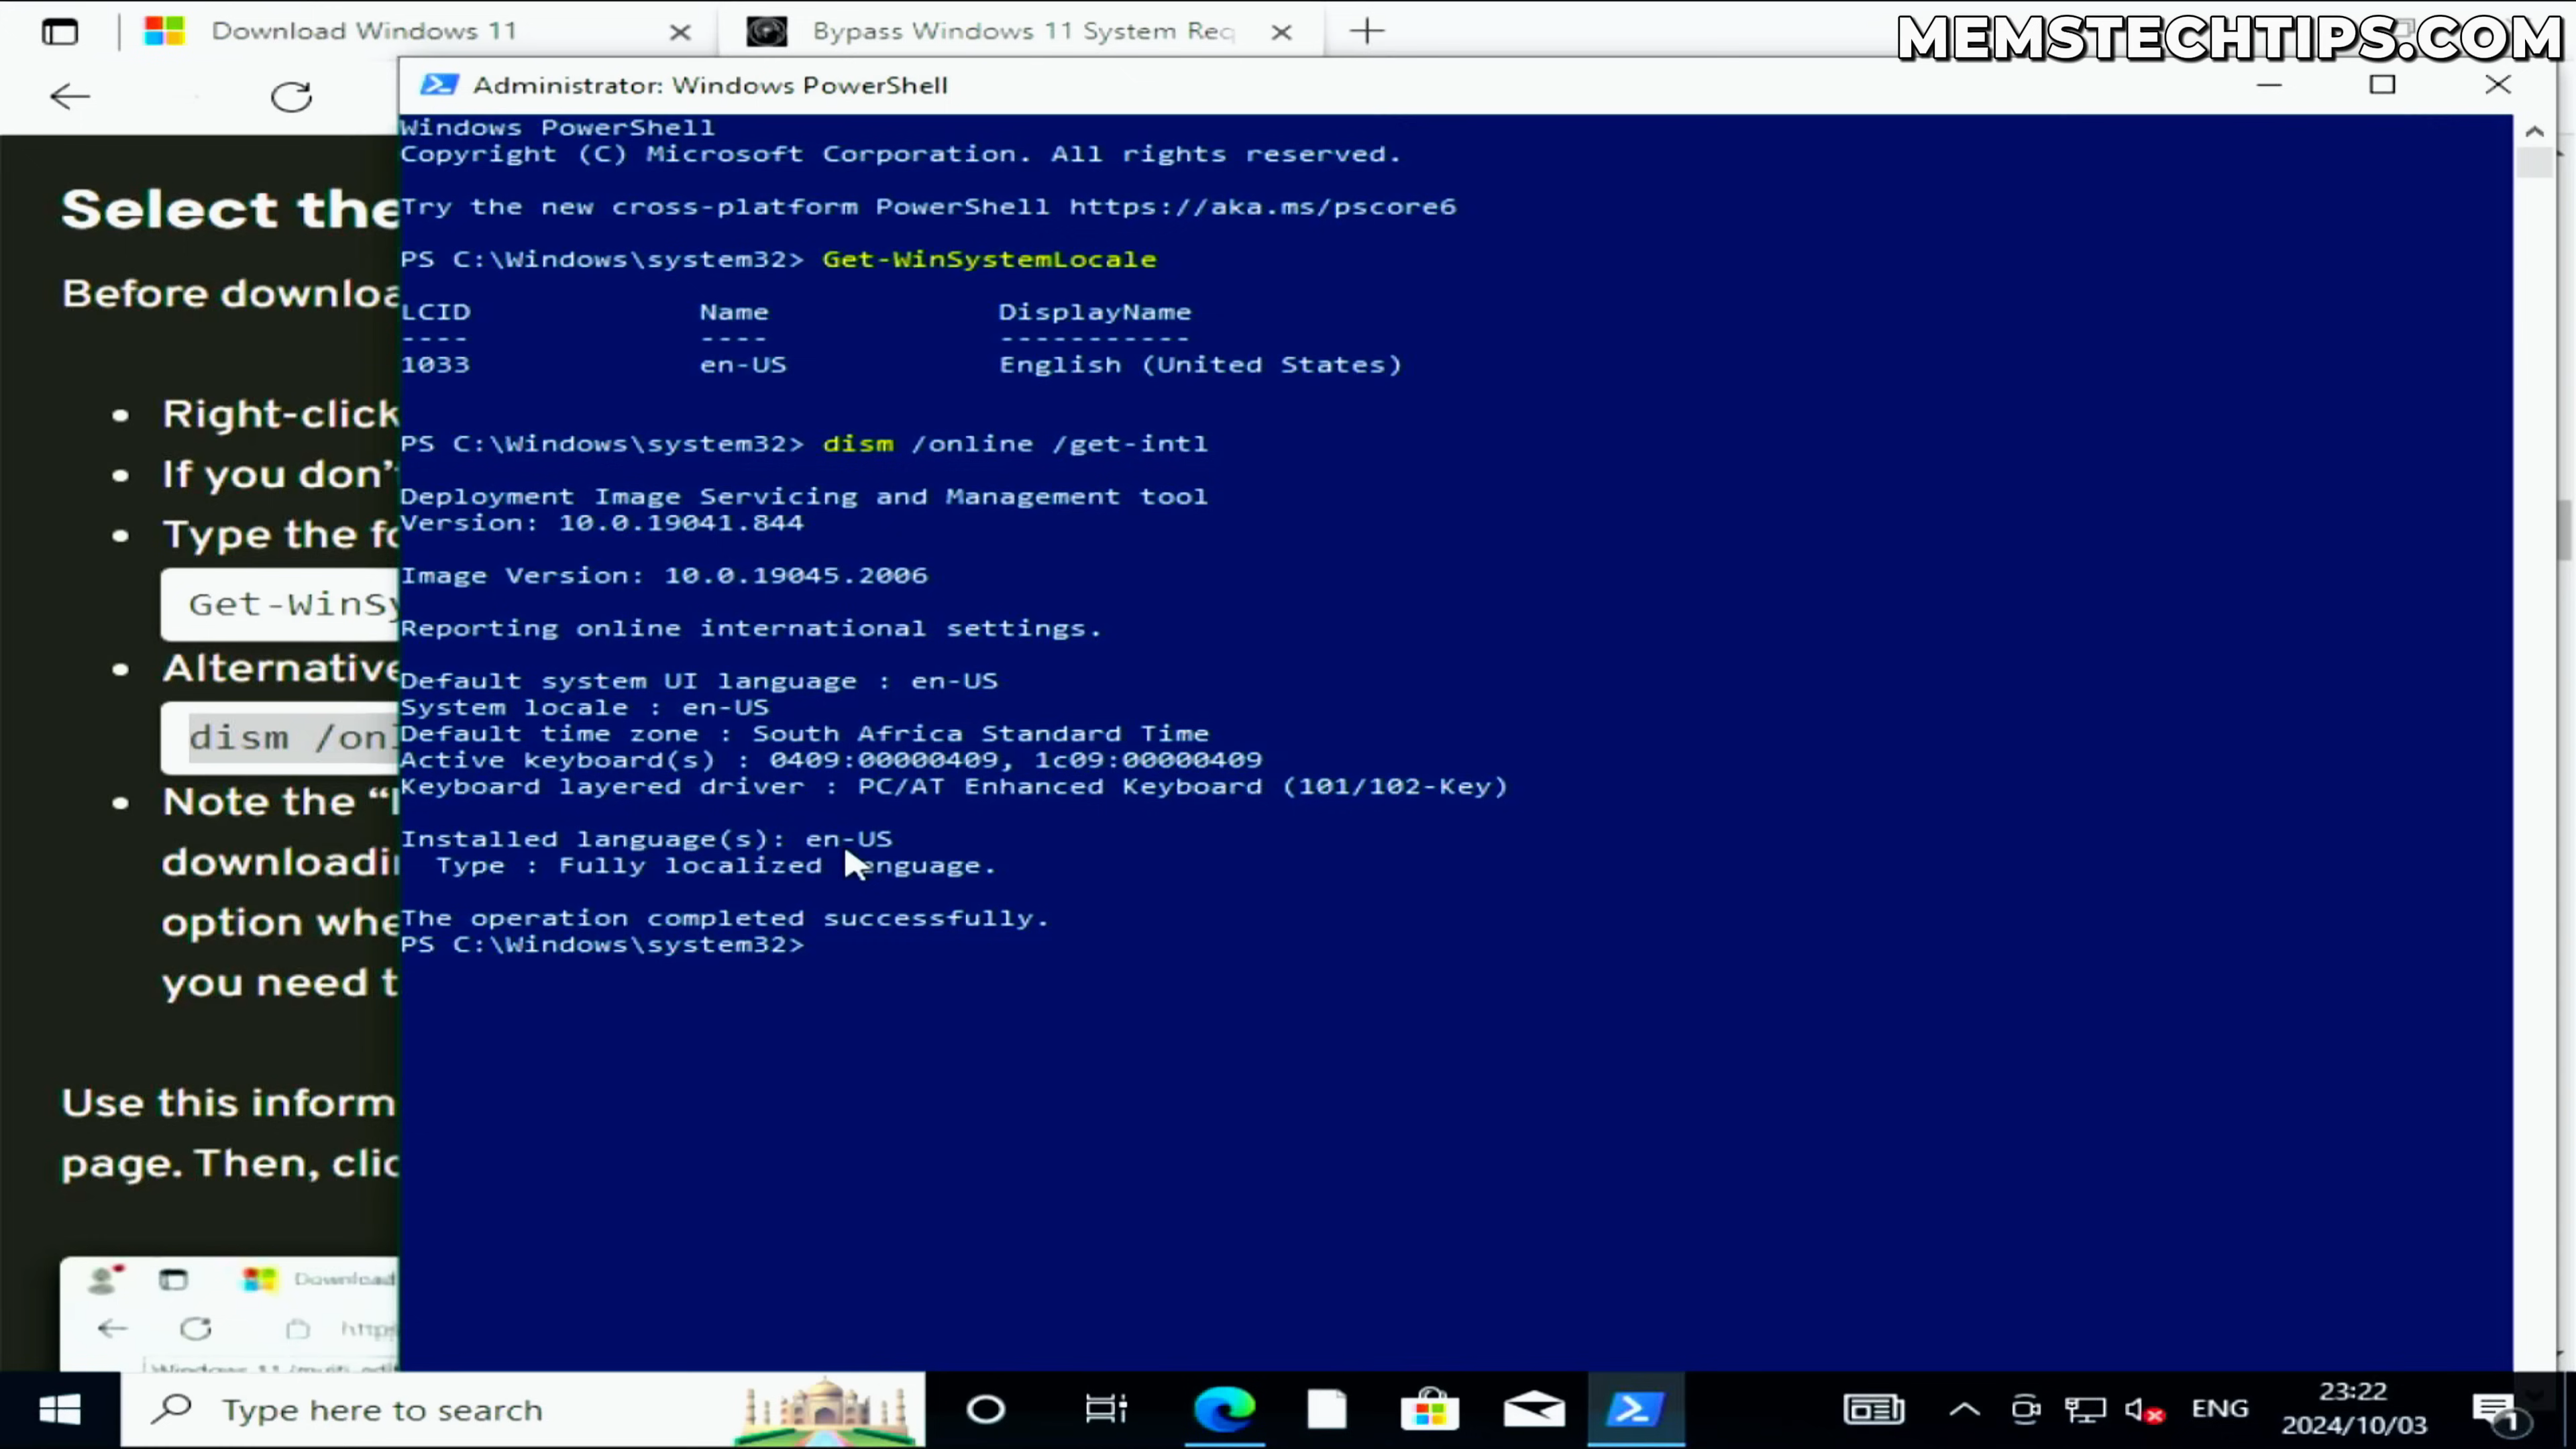 MEMSTECHTIPS.COM
Download Windows 11
Bypass Windows 11 System Req
Administrator: Windows PowerShell
Windows PowerShell
Copyright (C) Microsoft Corporation. All rights reserved.
Try the new cross-platform PowerShell https://aka.ms/pscore6
PS C:\Windows\system32> Get-WinSystemLocale
LCID Name DisplayName
---- ---- -----------
1033 en-US English (United States)
PS C:\Windows\system32> dism /online /get-intl
Deployment Image Servicing and Management tool
Version: 10.0.19041.844
Image Version: 10.0.19045.2006
Reporting online international settings.
Default system UI language : en-US
System locale : en-US
Default time zone : South Africa Standard Time
Active keyboard(s) : 0409:00000409, 1c09:00000409
Keyboard layered driver : PC/AT Enhanced Keyboard (101/102-Key)
Installed language(s): en-US
Type : Fully localized language.
The operation completed successfully.
PS C:\Windows\system32>
Select the
Before downloa
Right-click
If you don'
Type the fo
Get-WinSy
Alternative
dism /onl
Note the "
downloadi
option whe
you need t
Use this inform
page. Then, clic
Download
http
Type here to search
ENG
23:22
2024/10/03
1